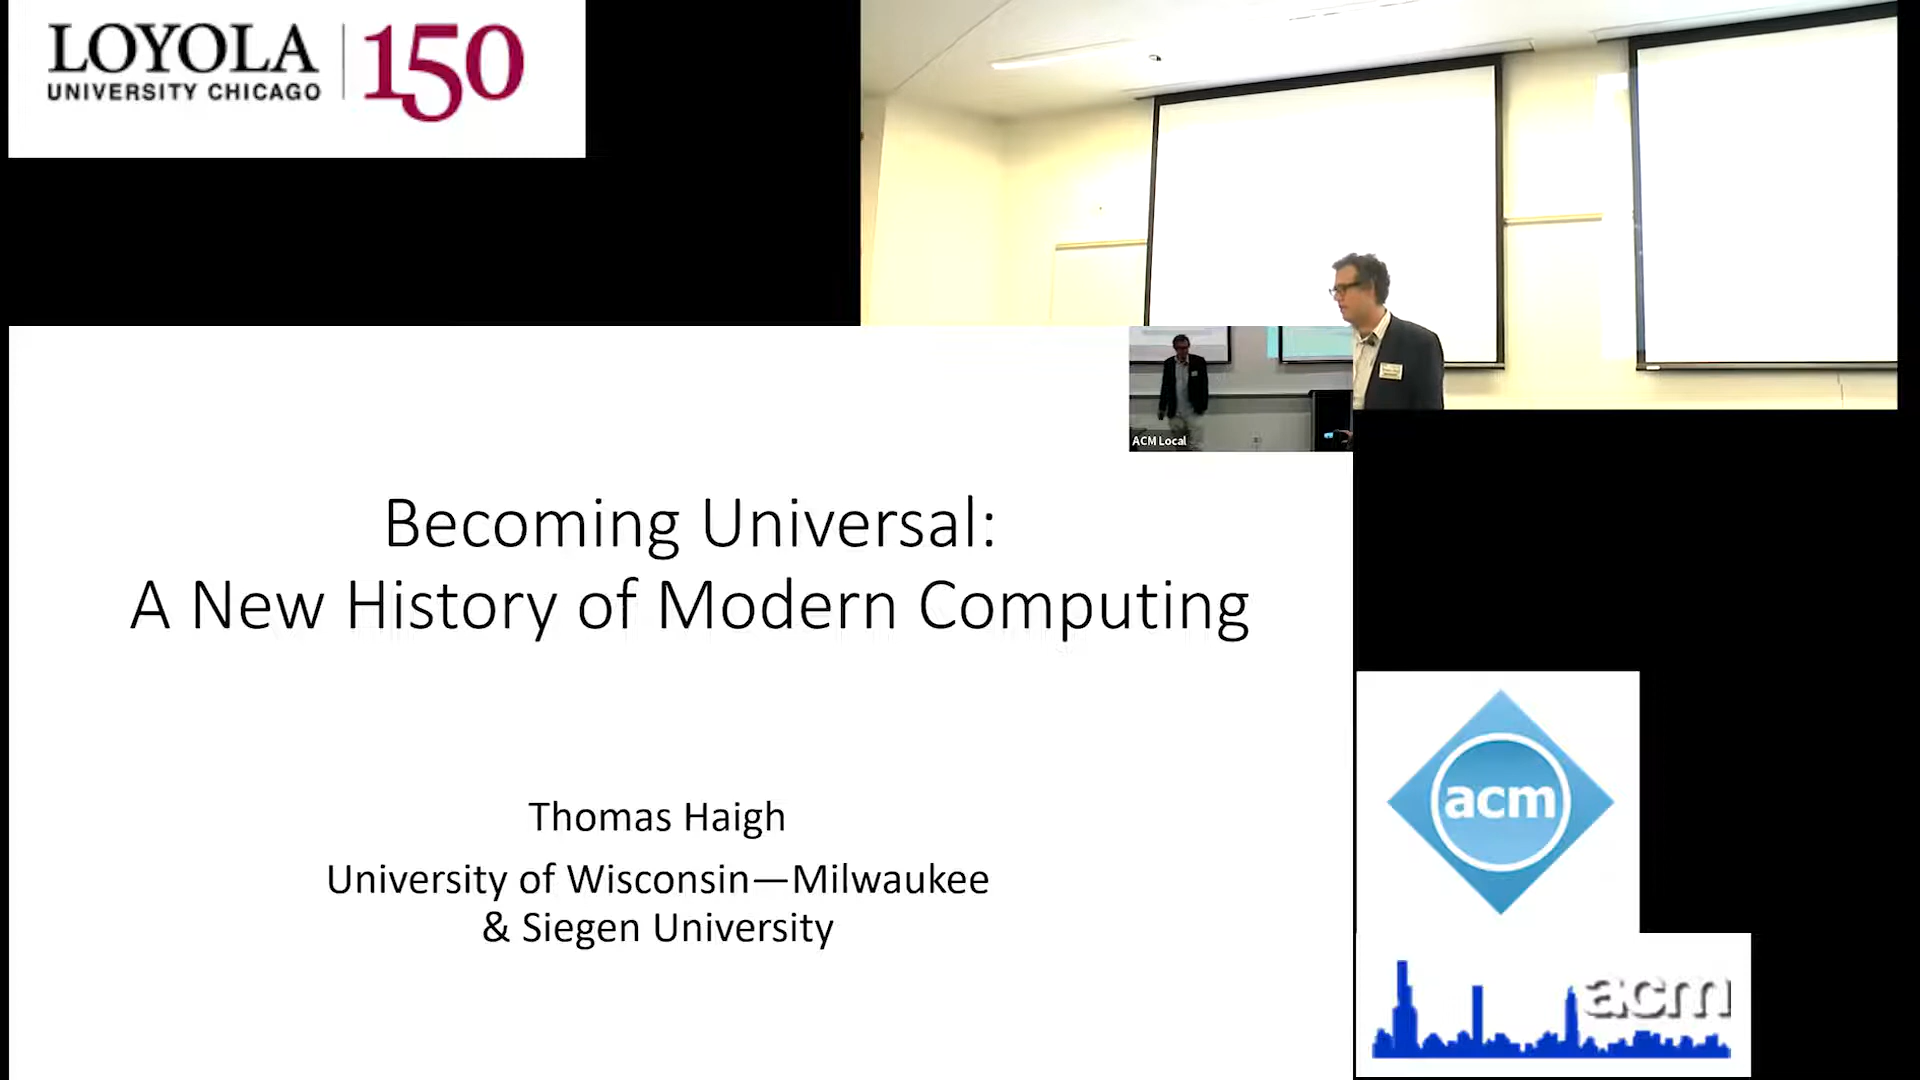 LOYOLA
UNIVERSITY CHICAGO
150
ACM Local
Becoming Universal:
A New History of Modern Computing
Thomas Haigh
University of Wisconsin—Milwaukee
& Siegen University
acm
acm